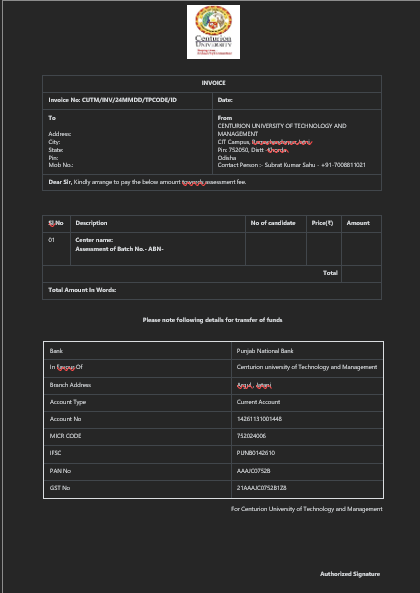 Centurion
UNIVERSITY
INVOICE
Invoice No: CUTM/INV/24MMDD/TPCODE/ID
Date:
To
Address:
City:
State:
Pin:
Mob No.:
From
CENTURION UNIVERSITY OF TECHNOLOGY AND
MANAGEMENT
CIT Campus,
Pin: 752050, Distt -Khorda,
Odisha
Contact Person :- Subrat Kumar Sahu - +91-7008811021
Dear Sir, Kindly arrange to pay the below amount towards assessment fee.
Sl.No Description No of candidate Price(₹) Amount
01 Center name:
Assessment of Batch No.- ABN-
Total
Total Amount In Words:
Please note following details for transfer of funds
Bank Punjab National Bank
In Favour Of Centurion university of Technology and Management
Branch Address Argul, Jatani
Account Type Current Account
Account No 14261131001448
MICR CODE 752024006
IFSC PUNB0142610
PAN No AAAJC0752B
GST No 21AAAJC0752B1Z8
For Centurion University of Technology and Management
Authorized Signature